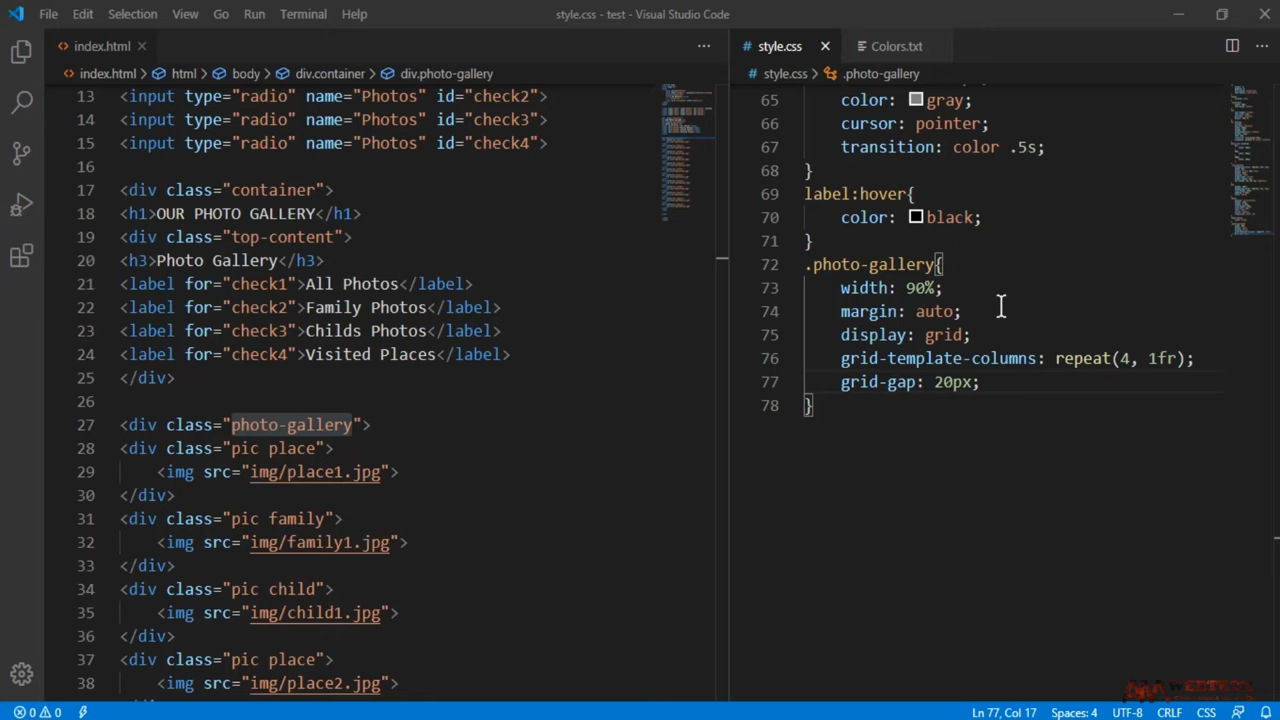 File Edit Selection View Go Run Terminal Help style.css - test - Visual Studio Code
index.html
index.html html body div.container div.photo-gallery
13 <input type="radio" name="Photos" id="check2">
14 <input type="radio" name="Photos" id="check3">
15 <input type="radio" name="Photos" id="check4">
16
17 <div class="container">
18 <h1>OUR PHOTO GALLERY</h1>
19 <div class="top-content">
20 <h3>Photo Gallery</h3>
21 <label for="check1">All Photos</label>
22 <label for="check2">Family Photos</label>
23 <label for="check3">Childs Photos</label>
24 <label for="check4">Visited Places</label>
25 </div>
26
27 <div class="photo-gallery">
28 <div class="pic place">
29 <img src="img/place1.jpg">
30 </div>
31 <div class="pic family">
32 <img src="img/family1.jpg">
33 </div>
34 <div class="pic child">
35 <img src="img/child1.jpg">
36 </div>
37 <div class="pic place">
38 <img src="img/place2.jpg">
# style.css Colors.txt
# style.css .photo-gallery
65 color: gray;
66 cursor: pointer;
67 transition: color .5s;
68 }
69 label:hover{
70 color: black;
71 }
72 .photo-gallery{
73 width: 90%;
74 margin: auto;
75 display: grid;
76 grid-template-columns: repeat(4, 1fr);
77 grid-gap: 20px;
78 }
0 0 Ln 77, Col 17 Spaces: 4 UTF-8 CRLF CSS